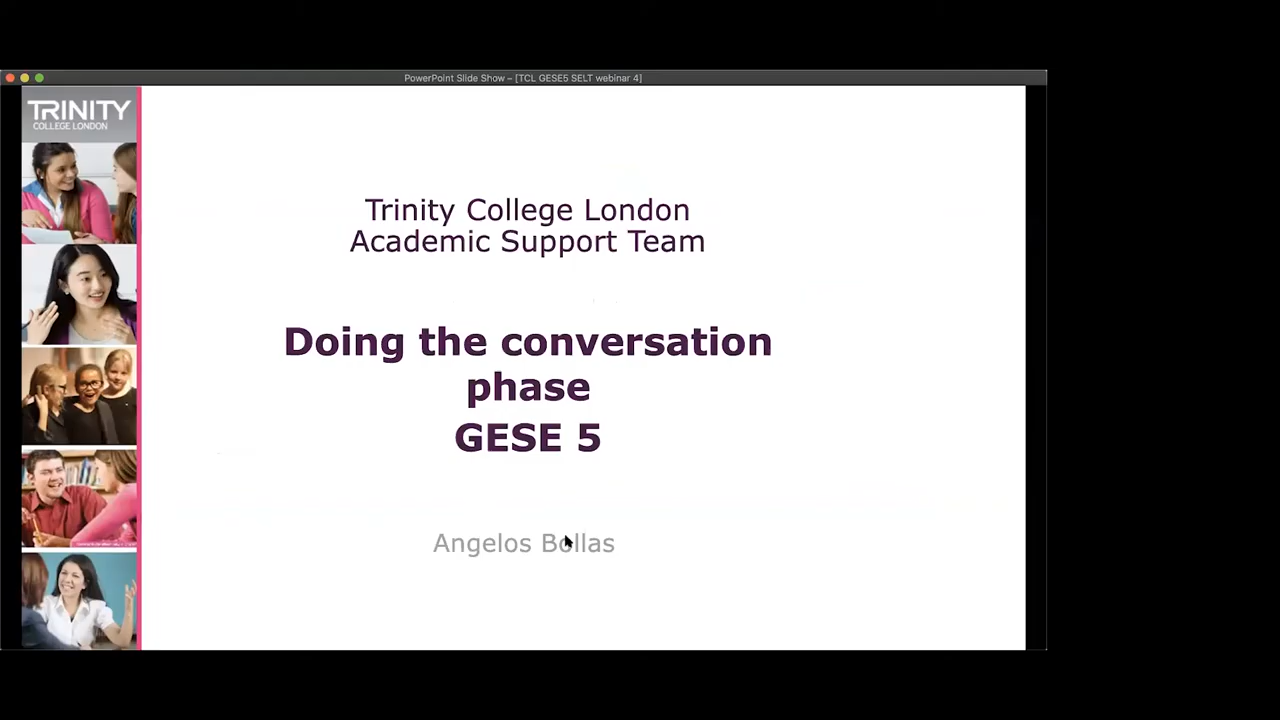 PowerPoint Slide Show – [TCL GESE5 SELT webinar 4]
TRINITY
COLLEGE LONDON
Trinity College London
Academic Support Team
Doing the conversation
phase
GESE 5
Angelos Bollas